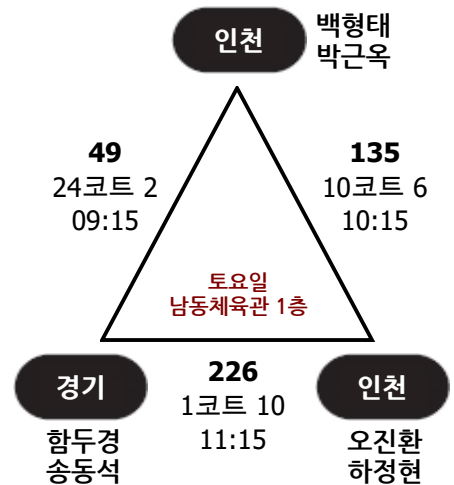 인천
백형태
박근옥
49
24코트 2
09:15
135
10코트 6
10:15
토요일
남동체육관 1층
경기
함두경
송동석
226
1코트 10
11:15
인천
오진환
하정현